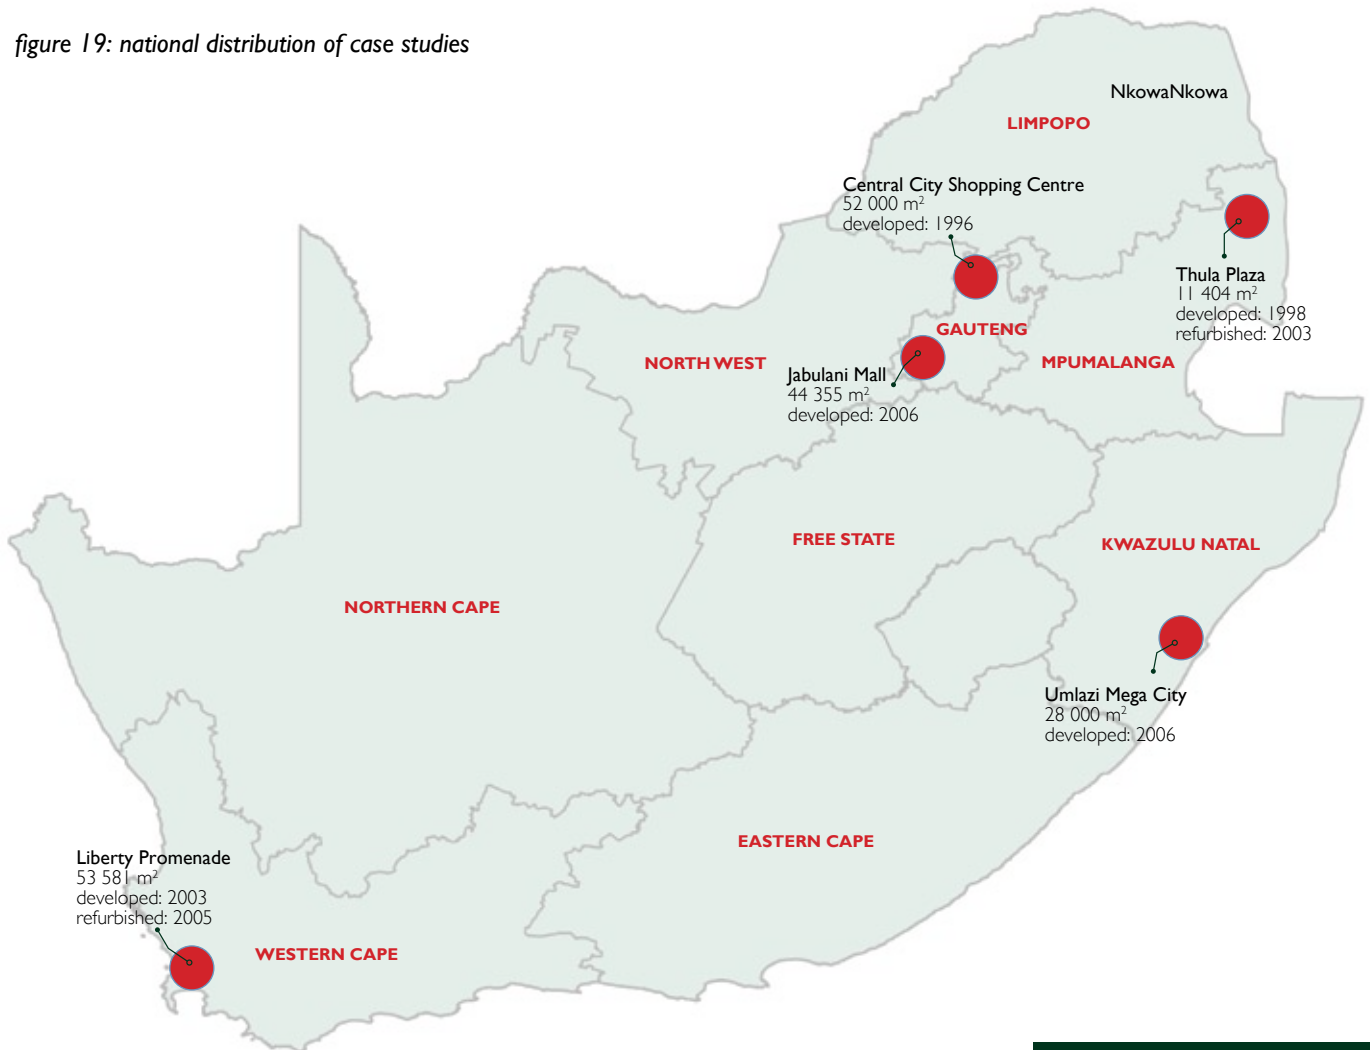 figure 19: national distribution of case studies
NkowaNkowa
LIMPOPO
Central City Shopping Centre
52 000 m²
developed: 1996
Thula Plaza
11 404 m²
developed: 1998
refurbished: 2003
GAUTENG
NORTH WEST
MPUMALANGA
Jabulani Mall
44 355 m²
developed: 2006
FREE STATE
KWAZULU NATAL
NORTHERN CAPE
Umlazi Mega City
28 000 m²
developed: 2006
EASTERN CAPE
Liberty Promenade
53 581 m²
developed: 2003
refurbished: 2005
WESTERN CAPE